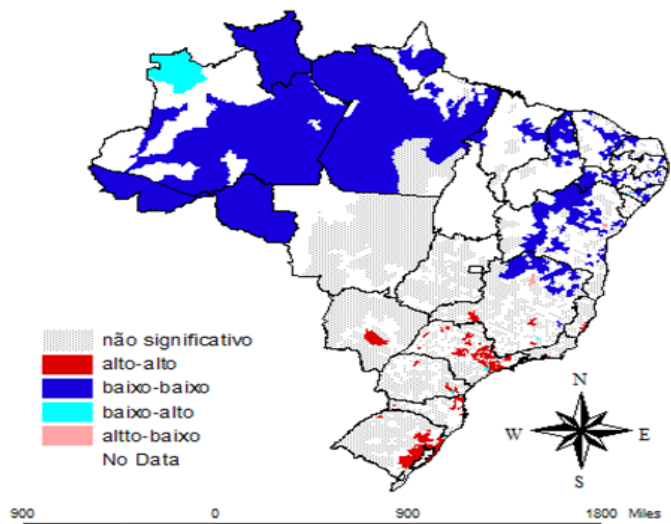 não significativo
alto-alto
baixo-baixo
baixo-alto
altto-baixo
No Data
N
W E
S
900 0 900 1800 Miles